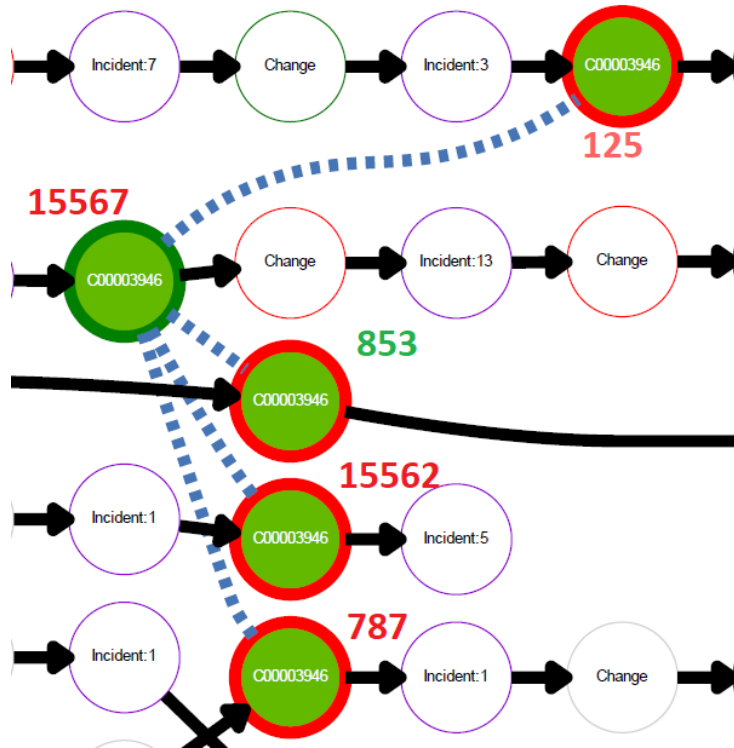 Incident:7
Change
Incident:3
C00003946
125
15567
C00003946
Change
Incident:13
Change
853
C00003946
15562
Incident:1
C00003946
Incident:5
787
Incident:1
C00003946
Incident:1
Change